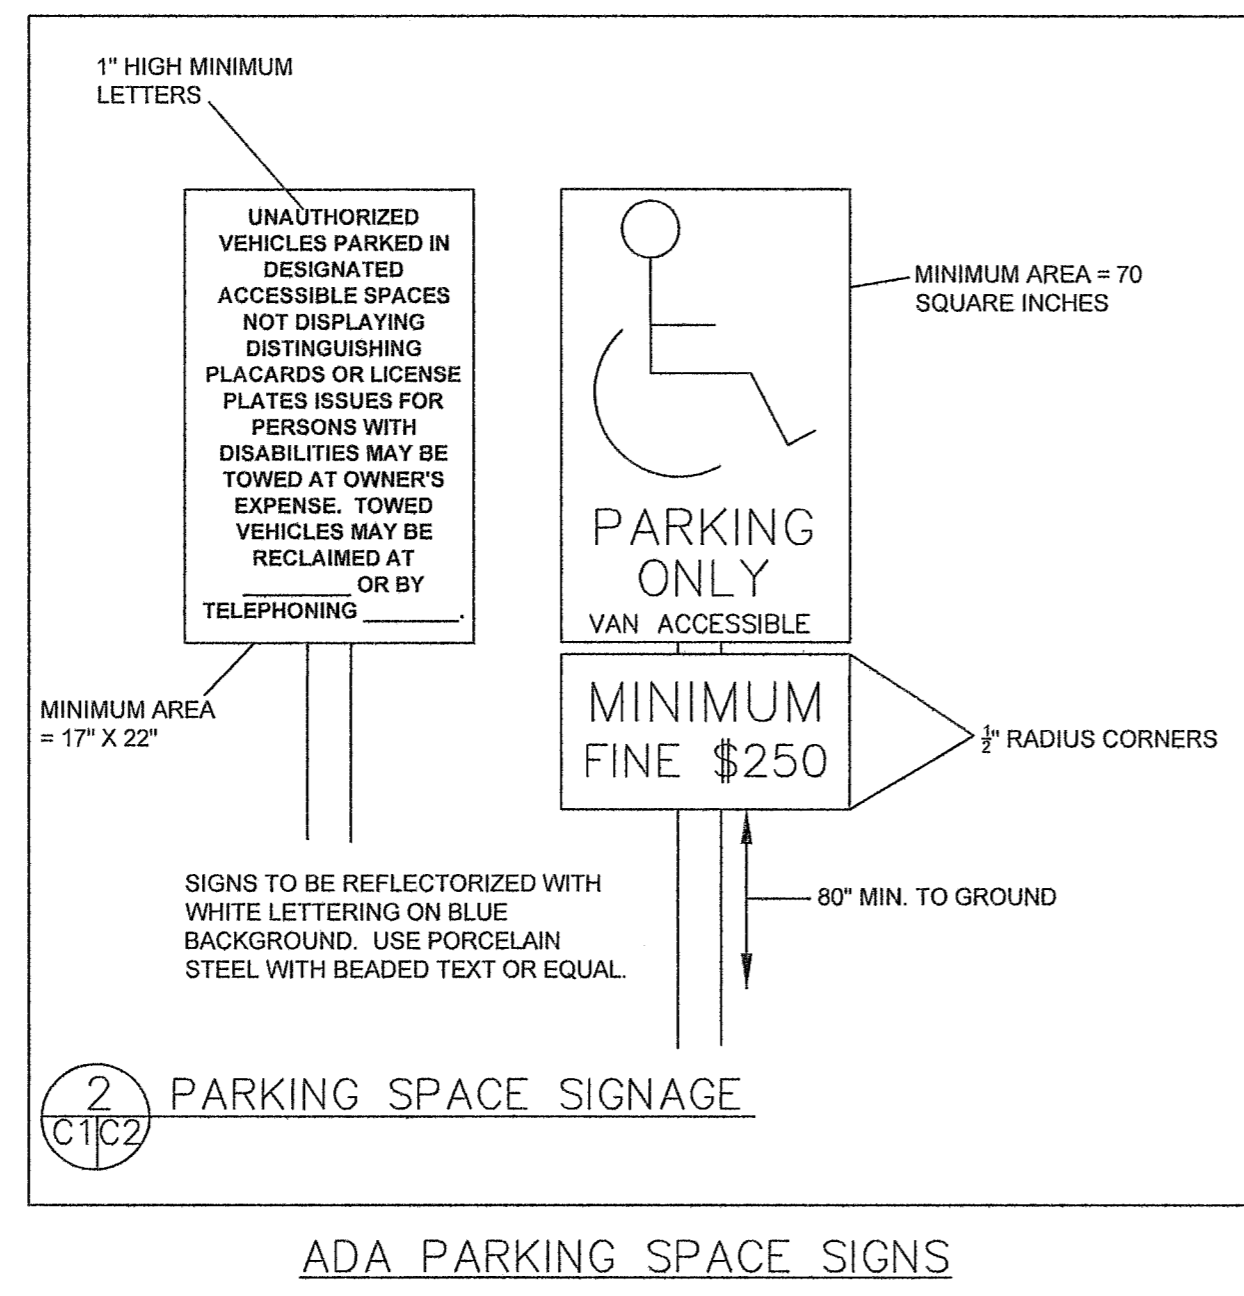 1" HIGH MINIMUM
LETTERS
UNAUTHORIZED
VEHICLES PARKED IN
DESIGNATED
ACCESSIBLE SPACES
NOT DISPLAYING
DISTINGUISHING
PLACARDS OR LICENSE
PLATES ISSUES FOR
PERSONS WITH
DISABILITIES MAY BE
TOWED AT OWNER'S
EXPENSE. TOWED
VEHICLES MAY BE
RECLAIMED AT
_________ OR BY
TELEPHONING ________.
MINIMUM AREA
= 17" X 22"
MINIMUM AREA = 70
SQUARE INCHES
PARKING
ONLY
VAN ACCESSIBLE
MINIMUM
FINE $250
½" RADIUS CORNERS
80" MIN. TO GROUND
SIGNS TO BE REFLECTORIZED WITH
WHITE LETTERING ON BLUE
BACKGROUND. USE PORCELAIN
STEEL WITH BEADED TEXT OR EQUAL.
2
C1 C2
PARKING SPACE SIGNAGE
ADA PARKING SPACE SIGNS